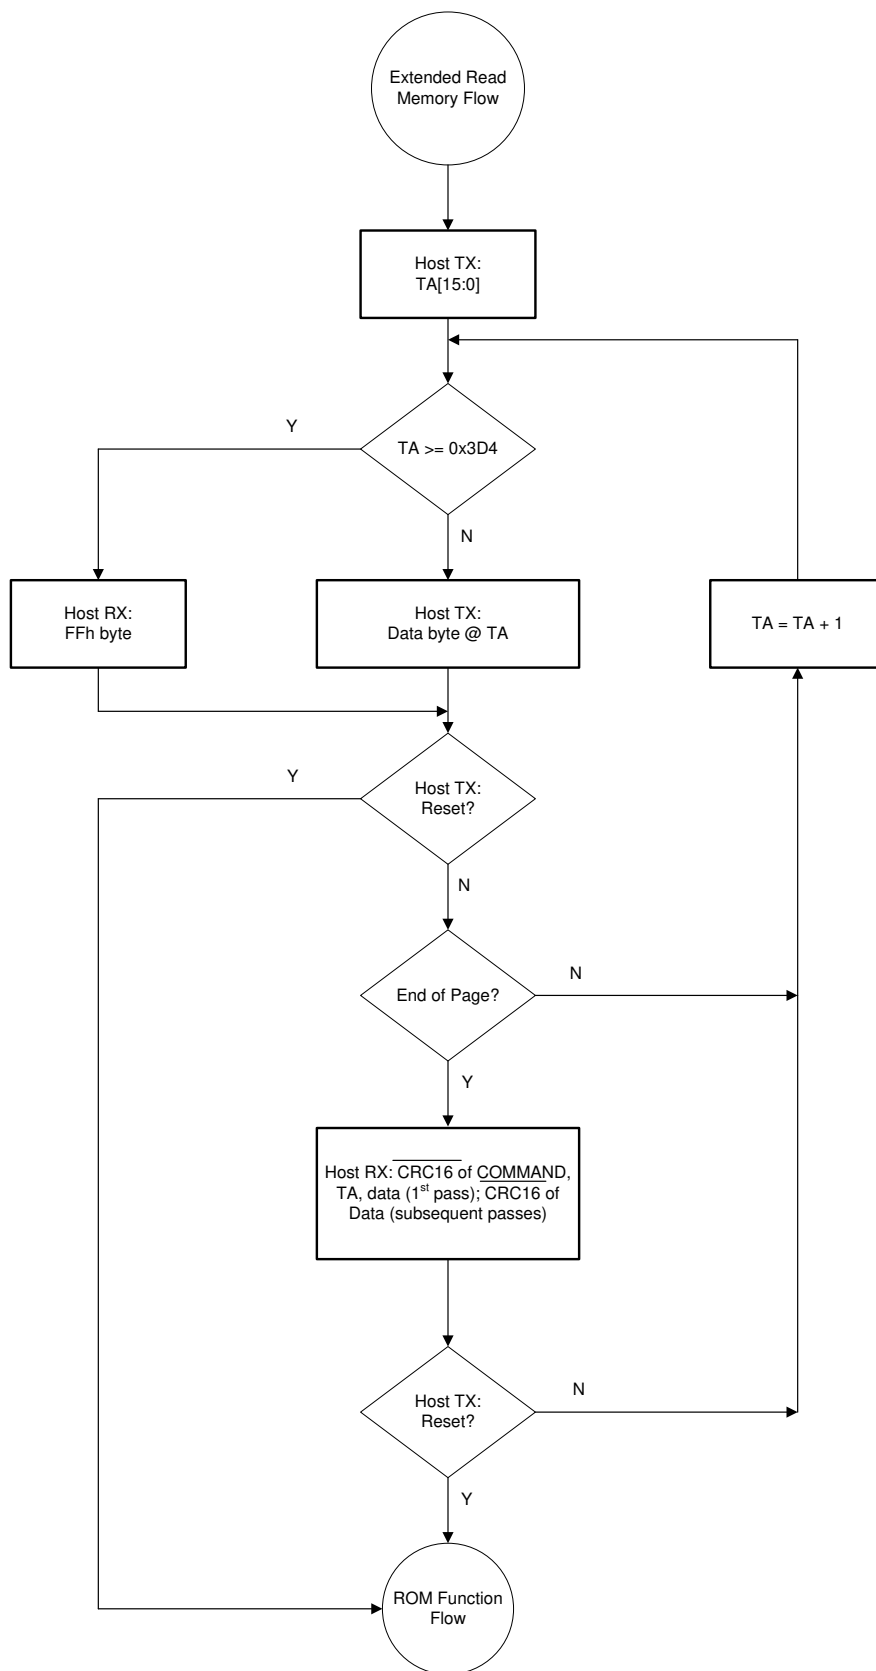 Extended Read
Memory Flow
Host TX:
TA[15:0]
Y
TA >= 0x3D4
N
Host RX:
FFh byte
Host TX:
Data byte @ TA
TA = TA + 1
Y
Host TX:
Reset?
N
End of Page?
N
Y
Host RX: CRC16 of COMMAND,
TA, data (1st pass); CRC16 of
Data (subsequent passes)
Host TX:
Reset?
N
Y
ROM Function
Flow